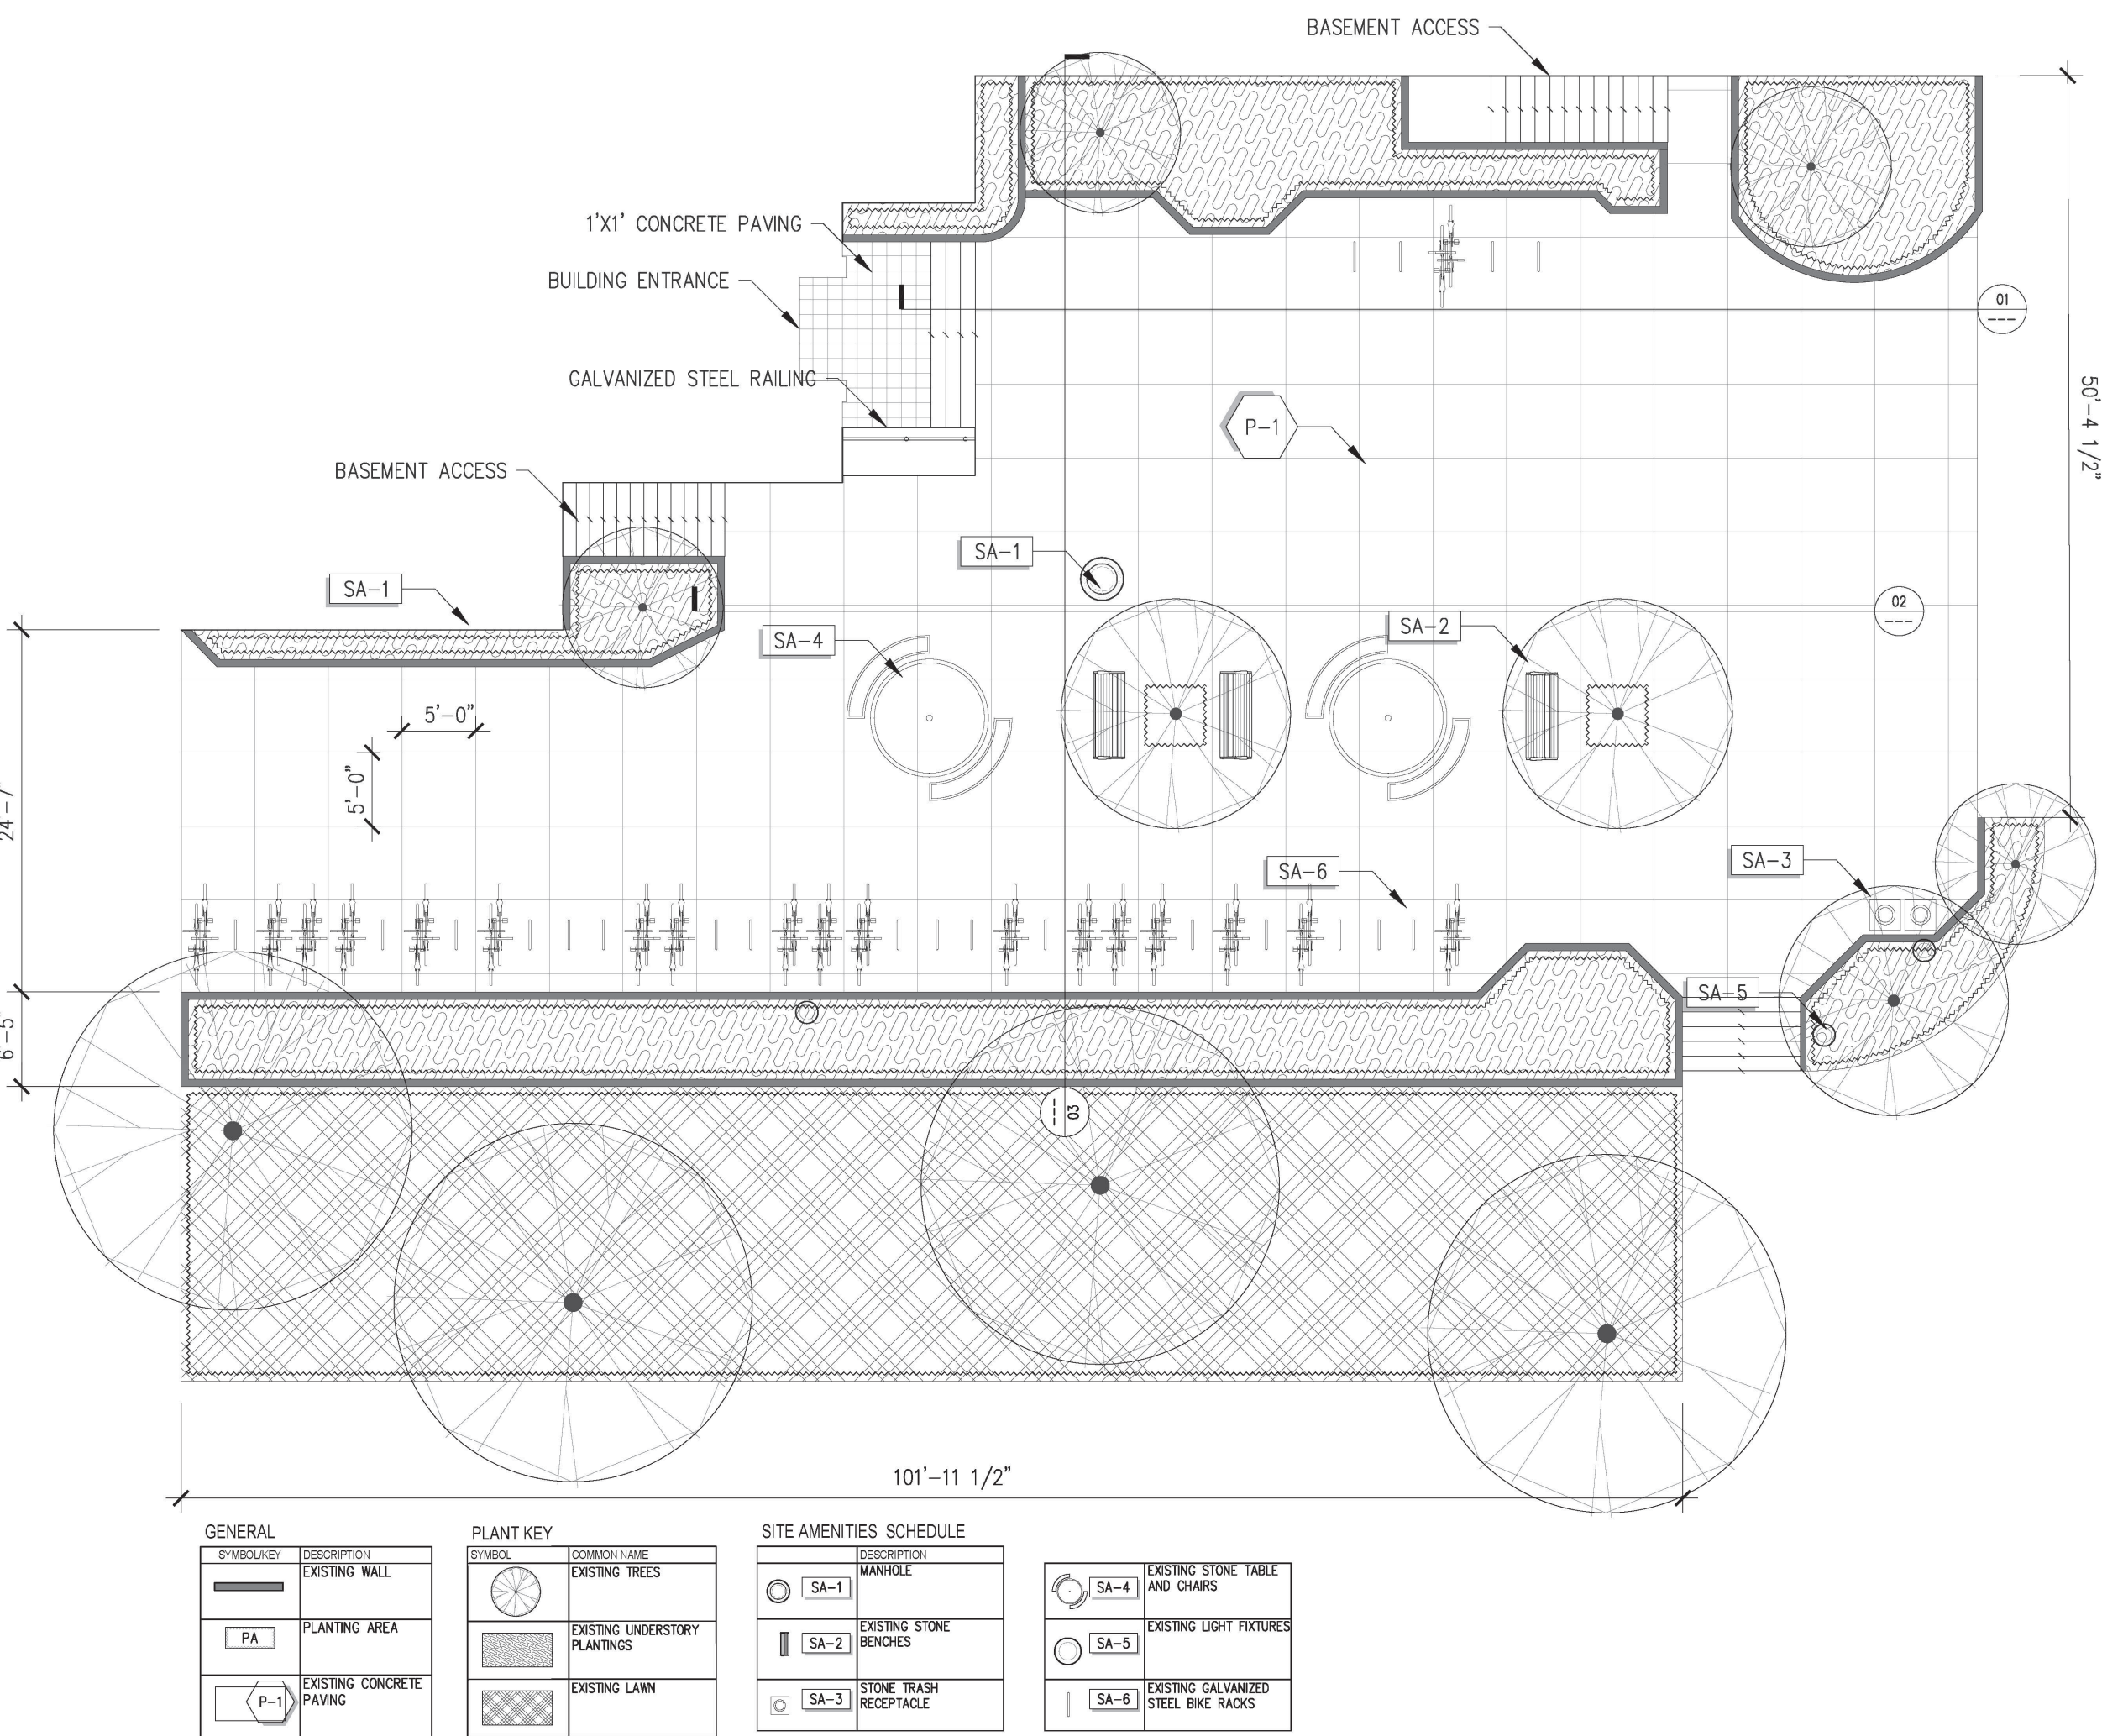 BASEMENT ACCESS
1'X1' CONCRETE PAVING
BUILDING ENTRANCE
01
---
GALVANIZED STEEL RAILING
P-1
50'-4 1/2"
BASEMENT ACCESS
SA-1
SA-1
02
---
SA-4
SA-2
5'-0"
5'-0"
SA-6
SA-3
SA-5
--- 03
101'-11 1/2"
GENERAL
SYMBOL/KEY DESCRIPTION
EXISTING WALL
PA PLANTING AREA
P-1 EXISTING CONCRETE
PAVING
PLANT KEY
SYMBOL COMMON NAME
EXISTING TREES
EXISTING UNDERSTORY
PLANTINGS
EXISTING LAWN
SITE AMENITIES SCHEDULE
DESCRIPTION
SA-1 MANHOLE
SA-2 EXISTING STONE
BENCHES
SA-3 STONE TRASH
RECEPTACLE
SA-4 EXISTING STONE TABLE
AND CHAIRS
SA-5 EXISTING LIGHT FIXTURES
SA-6 EXISTING GALVANIZED
STEEL BIKE RACKS